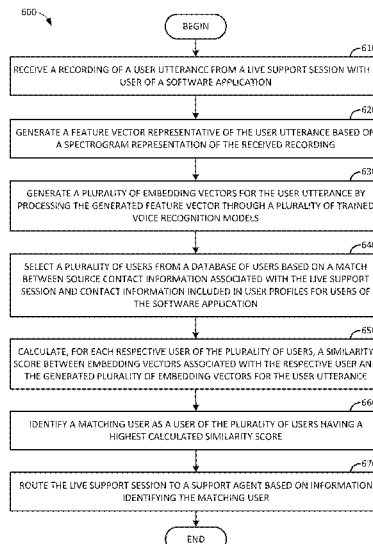 600
BEGIN
610
RECEIVE A RECORDING OF A USER UTTERANCE FROM A LIVE SUPPORT SESSION WITH
USER OF A SOFTWARE APPLICATION
620
GENERATE A FEATURE VECTOR REPRESENTATIVE OF THE USER UTTERANCE BASED ON
A SPECTROGRAM REPRESENTATION OF THE RECEIVED RECORDING
630
GENERATE A PLURALITY OF EMBEDDING VECTORS FOR THE USER UTTERANCE BY
PROCESSING THE GENERATED FEATURE VECTOR THROUGH A PLURALITY OF TRAINED
VOICE RECOGNITION MODELS
640
SELECT A PLURALITY OF USERS FROM A DATABASE OF USERS BASED ON A MATCH
BETWEEN SOURCE CONTACT INFORMATION ASSOCIATED WITH THE LIVE SUPPORT
SESSION AND CONTACT INFORMATION INCLUDED IN USER PROFILES FOR USERS OF
THE SOFTWARE APPLICATION
650
CALCULATE, FOR EACH RESPECTIVE USER OF THE PLURALITY OF USERS, A SIMILARITY
SCORE BETWEEN EMBEDDING VECTORS ASSOCIATED WITH THE RESPECTIVE USER AN
THE GENERATED PLURALITY OF EMBEDDING VECTORS FOR THE USER UTTERANCE
660
IDENTIFY A MATCHING USER AS A USER OF THE PLURALITY OF USERS HAVING A
HIGHEST CALCULATED SIMILARITY SCORE
670
ROUTE THE LIVE SUPPORT SESSION TO A SUPPORT AGENT BASED ON INFORMATION
IDENTIFYING THE MATCHING USER
END